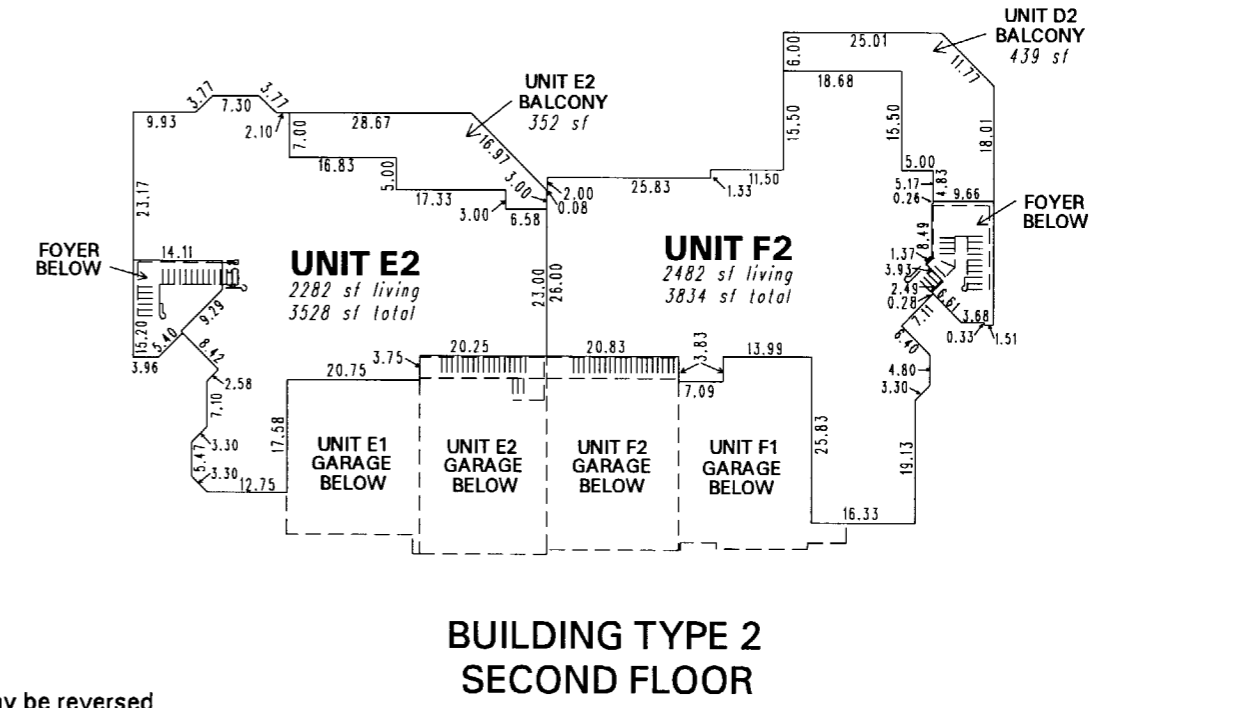 UNIT D2
BALCONY
439 sf
25.01
6.00
11.77
18.68
UNIT E2
BALCONY
352 sf
3.77
7.30
3.77
9.93
2.10
28.67
7.00
16.97
15.50
15.50
18.01
16.83
5.00
5.00
17.33
3.00
3.00
6.58
2.00
0.08
25.83
1.33
11.50
5.17
4.83
0.26
9.66
23.17
FOYER
BELOW
FOYER
BELOW
14.11
UNIT E2
2282 sf living
3528 sf total
23.00
26.00
UNIT F2
2482 sf living
3834 sf total
8.49
1.37
3.93
2.49
0.28
6.61
7.11
3.68
0.33
1.51
6.40
4.80
3.30
15.20
5.40
9.29
3.96
8.42
2.58
7.10
3.30
5.47
3.30
12.75
17.58
20.75
3.75
20.25
20.83
3.83
7.09
13.99
25.83
19.13
16.33
UNIT E1
GARAGE
BELOW
UNIT E2
GARAGE
BELOW
UNIT F2
GARAGE
BELOW
UNIT F1
GARAGE
BELOW
BUILDING TYPE 2
SECOND FLOOR
be reversed